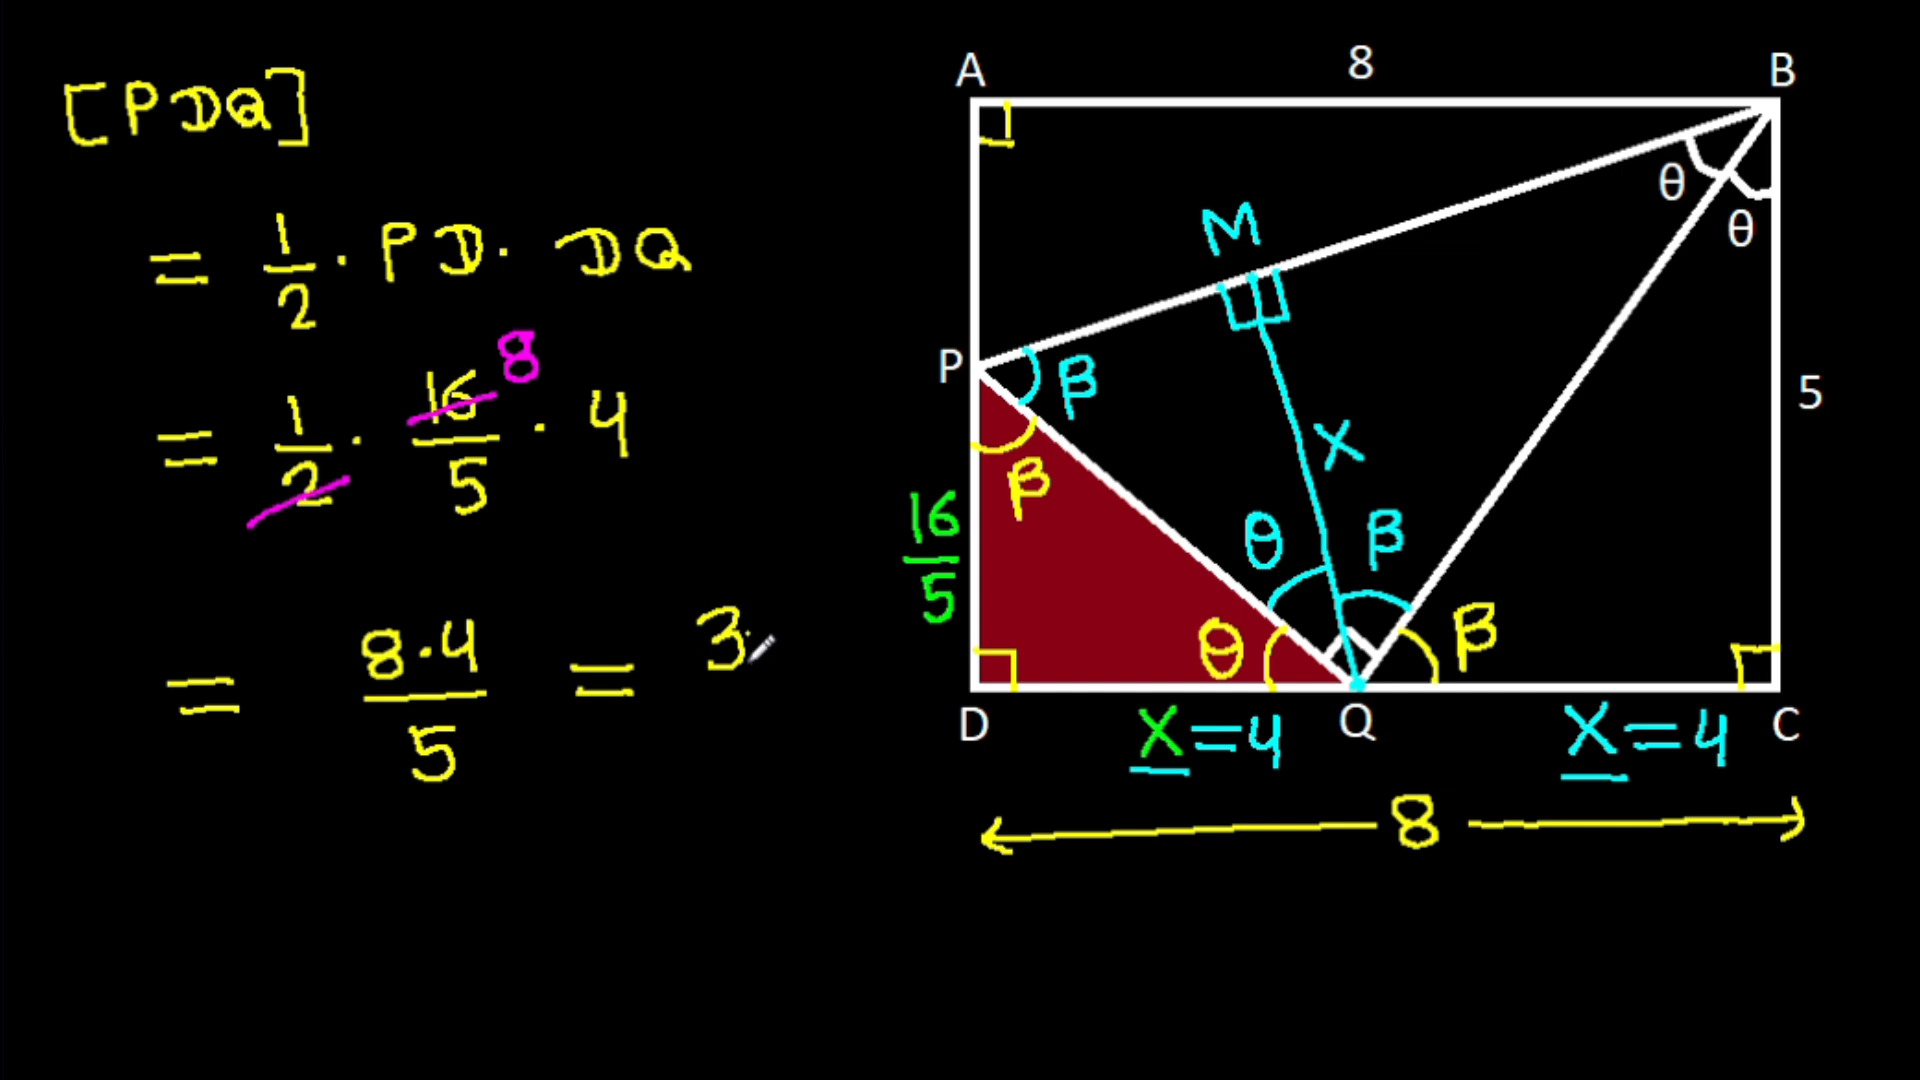 [PDQ]
= 1/2 · PD · DQ
= 1/2 · 16/5 · 4
8
= 8·4/5 = 3
A
8
B
θ
θ
M
P
β
5
X
β
16/5
θ
β
θ
β
D
X=4
Q
X=4
C
8